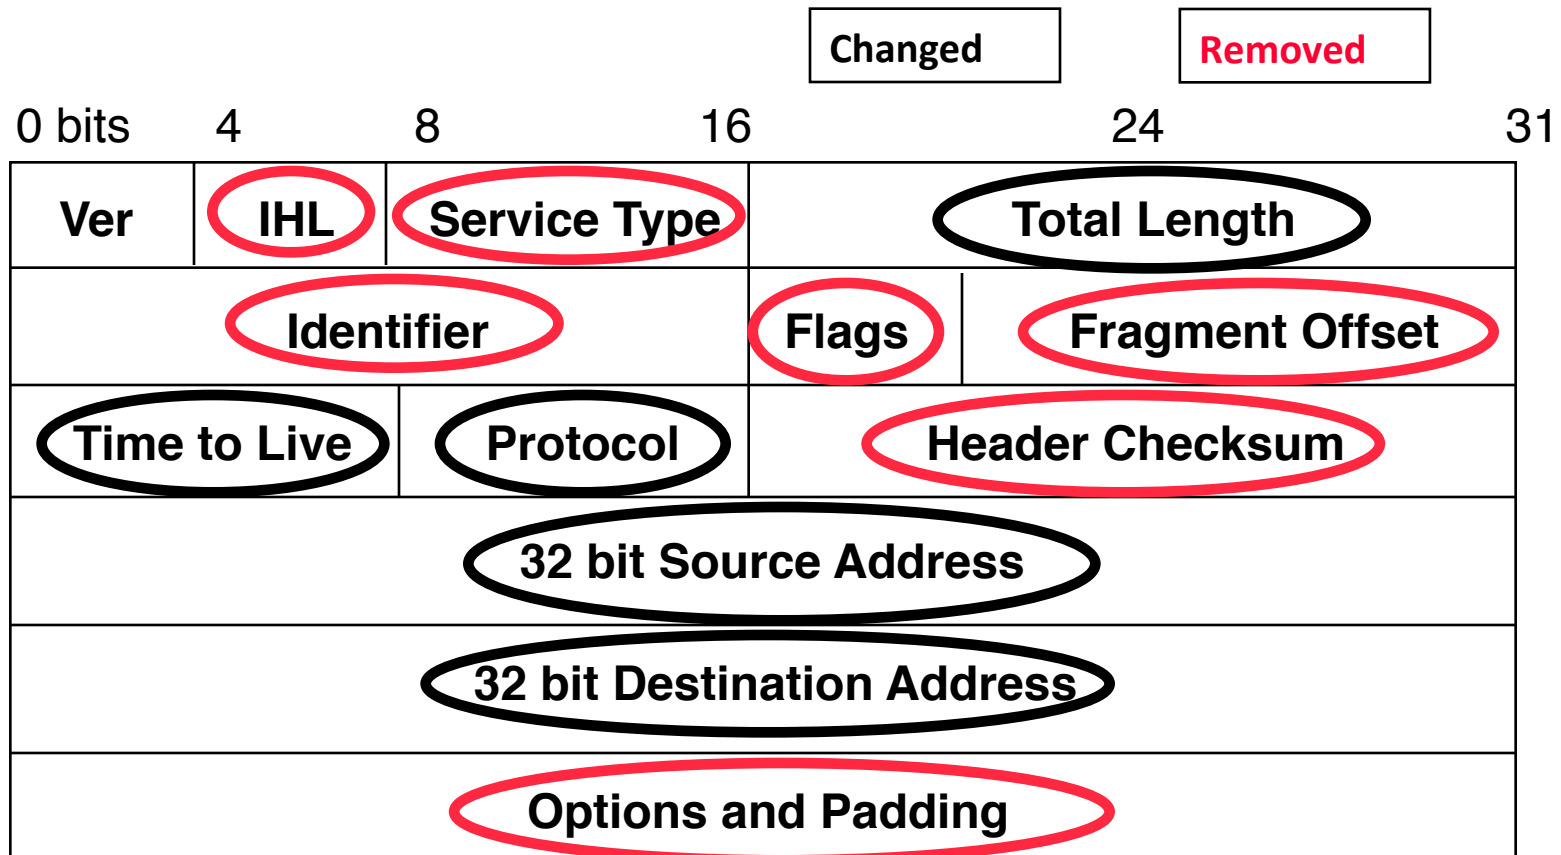 Changed Removed
0 bits 4 8 16 24 31
Ver IHL Service Type Total Length
Identifier Flags Fragment Offset
Time to Live Protocol Header Checksum
32 bit Source Address
32 bit Destination Address
Options and Padding